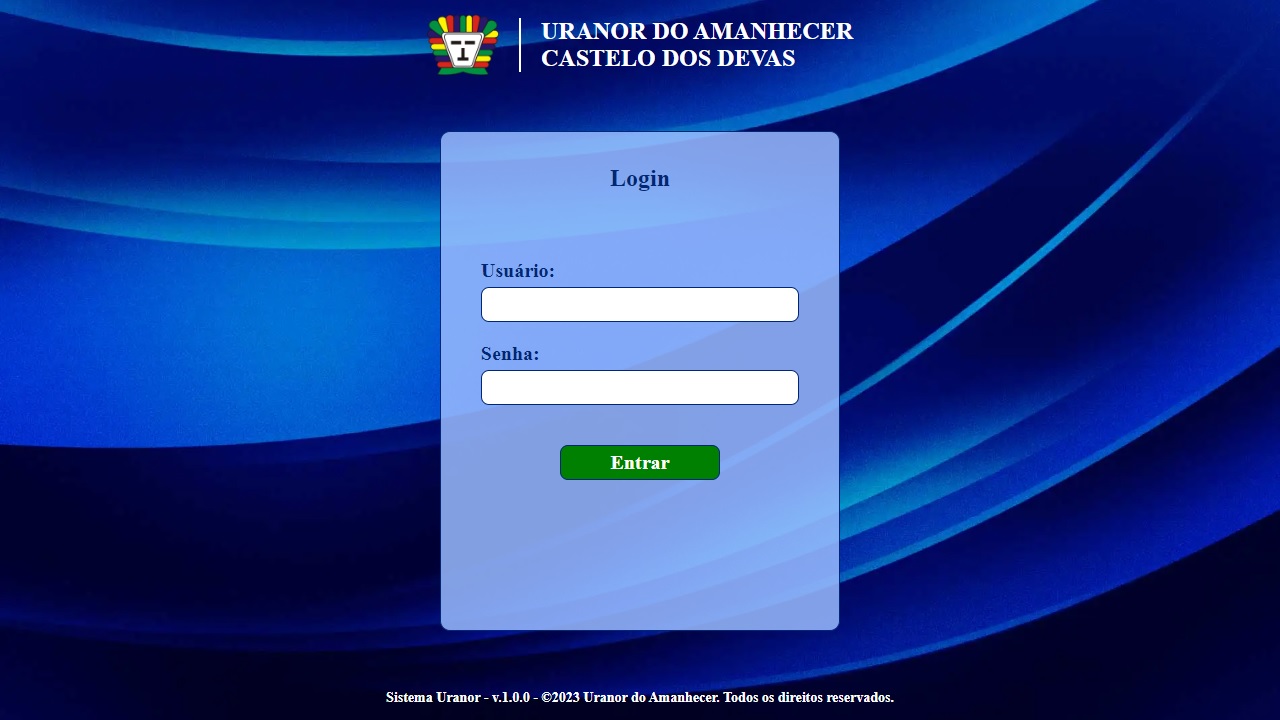 URANOR DO AMANHECER
CASTELO DOS DEVAS
Login
Usuário:
Senha:
Entrar
Sistema Uranor - v.1.0.0 - ©2023 Uranor do Amanhecer. Todos os direitos reservados.